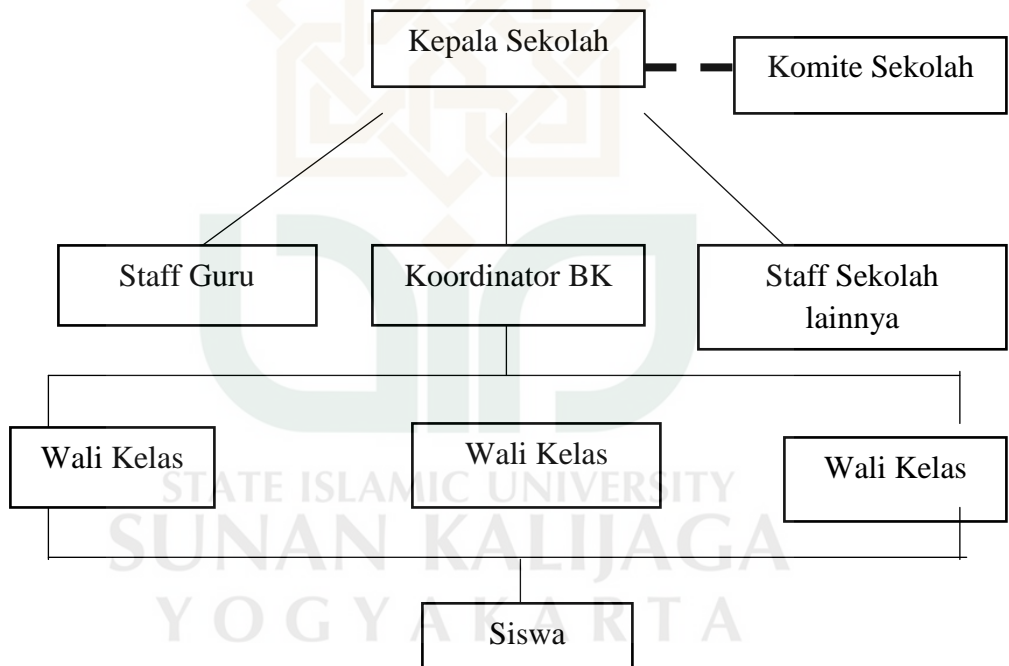 Kepala Sekolah
Komite Sekolah
Staff Guru
Koordinator BK
Staff Sekolah
lainnya
Wali Kelas
Wali Kelas
Wali Kelas
STATE ISLAMIC UNIVERSITY
SUNAN KALIJAGA
YOGYAKARTA
Siswa